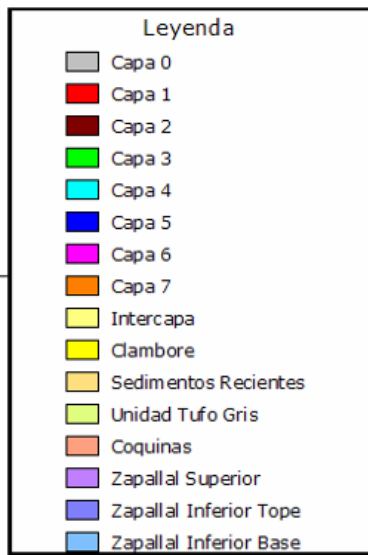 Leyenda
Capa 0
Capa 1
Capa 2
Capa 3
Capa 4
Capa 5
Capa 6
Capa 7
Intercapa
Clambore
Sedimentos Recientes
Unidad Tufo Gris
Coquinas
Zapallal Superior
Zapallal Inferior Tope
Zapallal Inferior Base